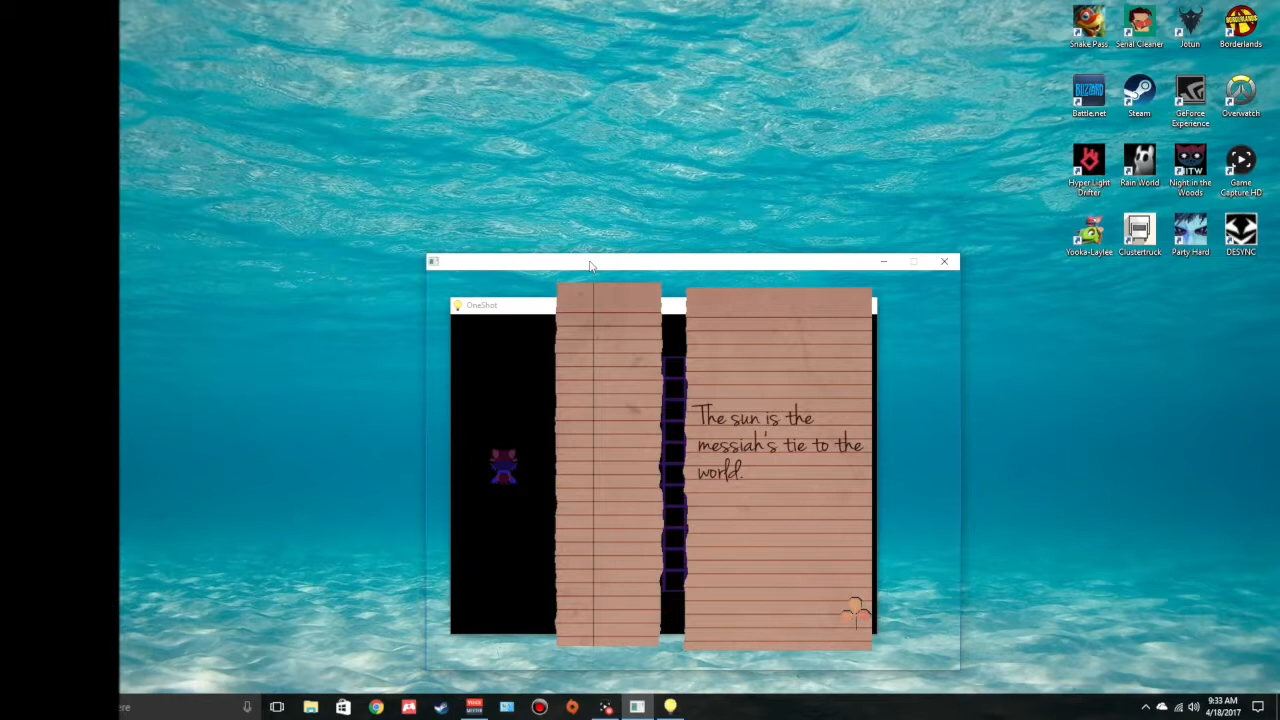 Snake Pass
Serial Cleaner
Jotun
Borderlands
Battle.net
Steam
GeForce
Experience
Overwatch
Hyper Light
Drifter
Rain World
Night in the
Woods
Game
Capture HD
Yooka-Laylee
Clustertruck
Party Hard
DESYNC
OneShot
The sun is the
messiah's tie to the
world.
ere
9:33 AM
4/18/2017